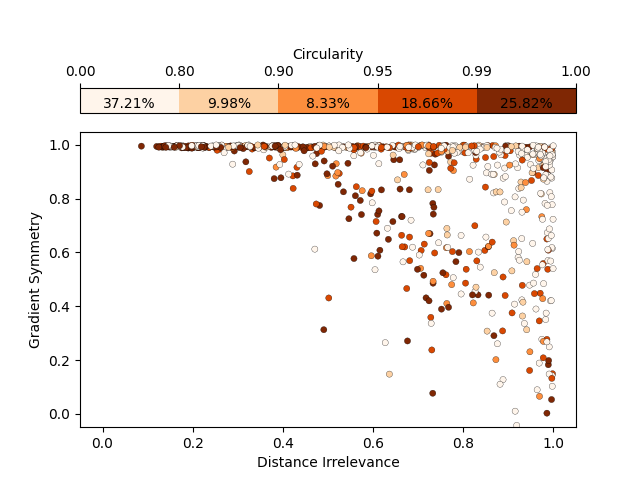 Circularity
0.00 0.80 0.90 0.95 0.99 1.00
37.21% 9.98% 8.33% 18.66% 25.82%
1.0
0.8
0.6
0.4
0.2
0.0
Gradient Symmetry
0.0 0.2 0.4 0.6 0.8 1.0
Distance Irrelevance